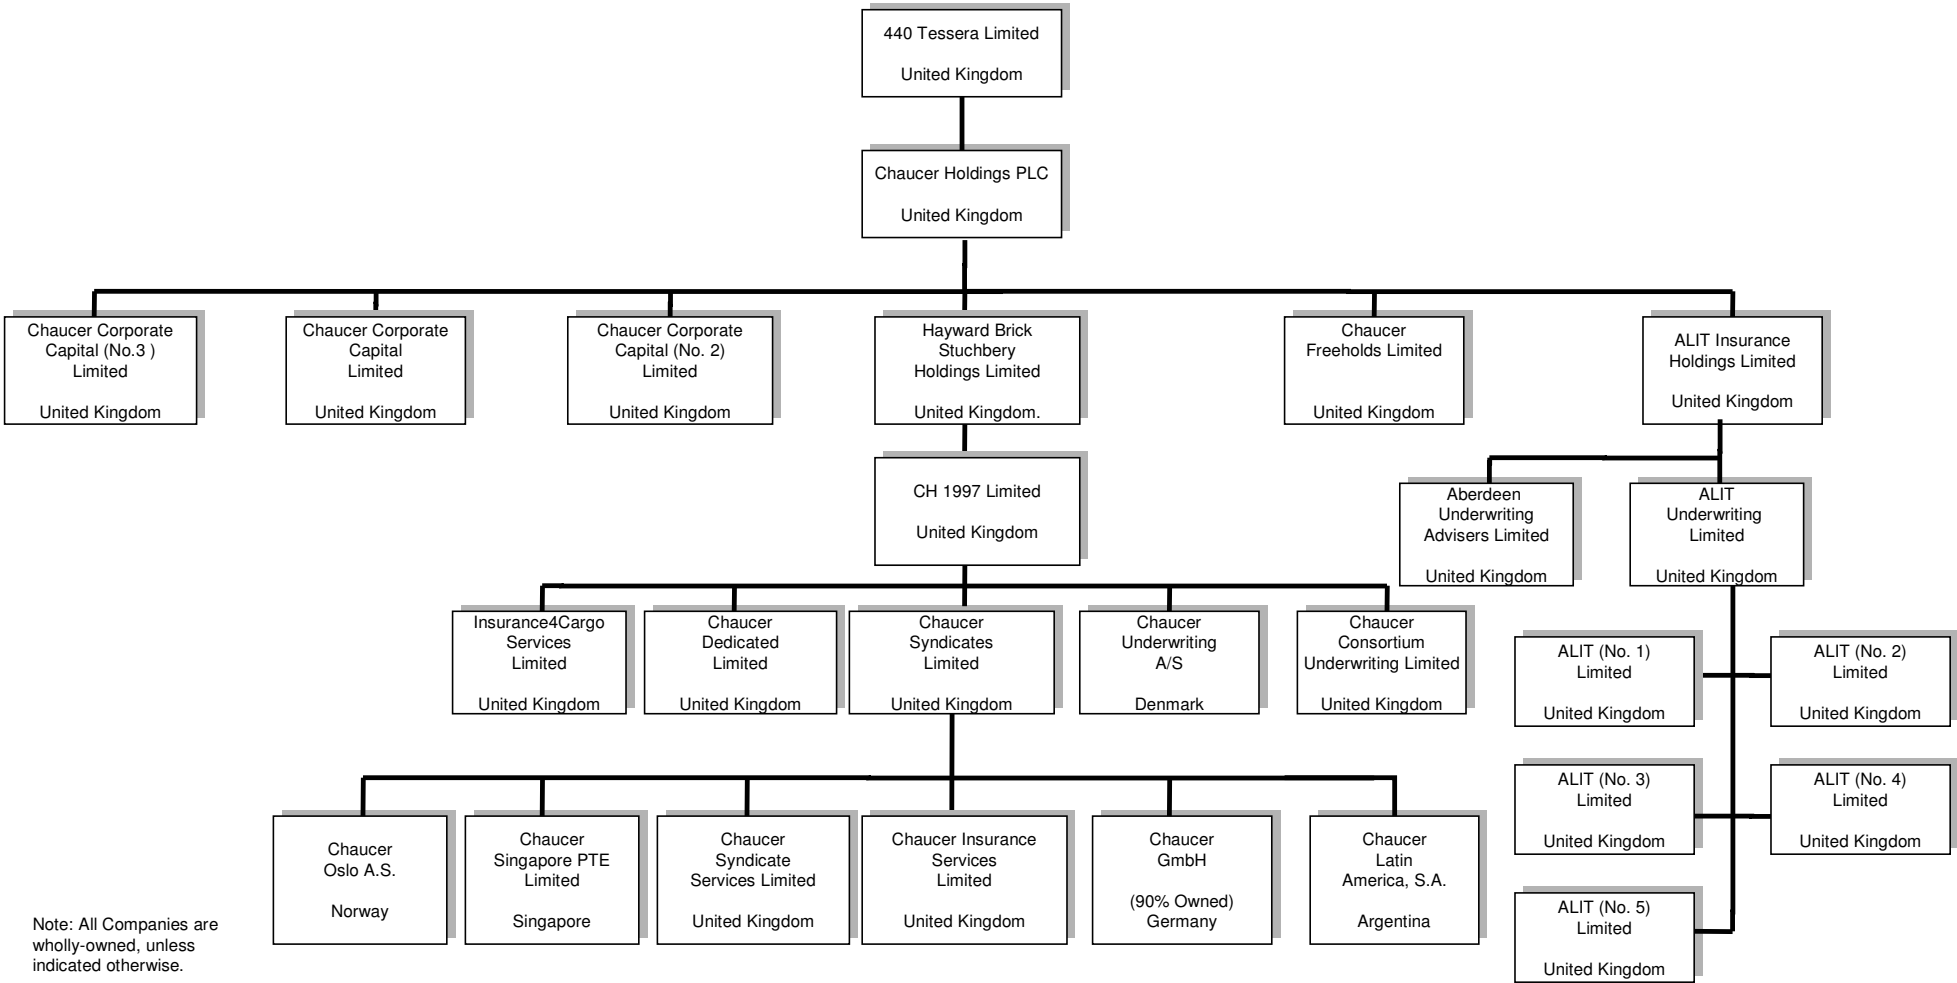 440 Tessera Limited
United Kingdom
Chaucer Holdings PLC
United Kingdom
Chaucer Corporate
Capital (No.3 )
Limited
United Kingdom
Chaucer Corporate
Capital
Limited
United Kingdom
Chaucer Corporate
Capital (No. 2)
Limited
United Kingdom
Hayward Brick
Stuchbery
Holdings Limited
United Kingdom.
Chaucer
Freeholds Limited
United Kingdom
ALIT Insurance
Holdings Limited
United Kingdom
CH 1997 Limited
United Kingdom
Aberdeen
Underwriting
Advisers Limited
United Kingdom
ALIT
Underwriting
Limited
United Kingdom
Insurance4Cargo
Services
Limited
United Kingdom
Chaucer
Dedicated
Limited
United Kingdom
Chaucer
Syndicates
Limited
United Kingdom
Chaucer
Underwriting
A/S
Denmark
Chaucer
Consortium
Underwriting Limited
United Kingdom
ALIT (No. 1)
Limited
United Kingdom
ALIT (No. 2)
Limited
United Kingdom
ALIT (No. 3)
Limited
United Kingdom
ALIT (No. 4)
Limited
United Kingdom
Chaucer
Oslo A.S.
Norway
Chaucer
Singapore PTE
Limited
Singapore
Chaucer
Syndicate
Services Limited
United Kingdom
Chaucer Insurance
Services
Limited
United Kingdom
Chaucer
GmbH
(90% Owned)
Germany
Chaucer
Latin
America, S.A.
Argentina
ALIT (No. 5)
Limited
United Kingdom
Note: All Companies are
wholly-owned, unless
indicated otherwise.